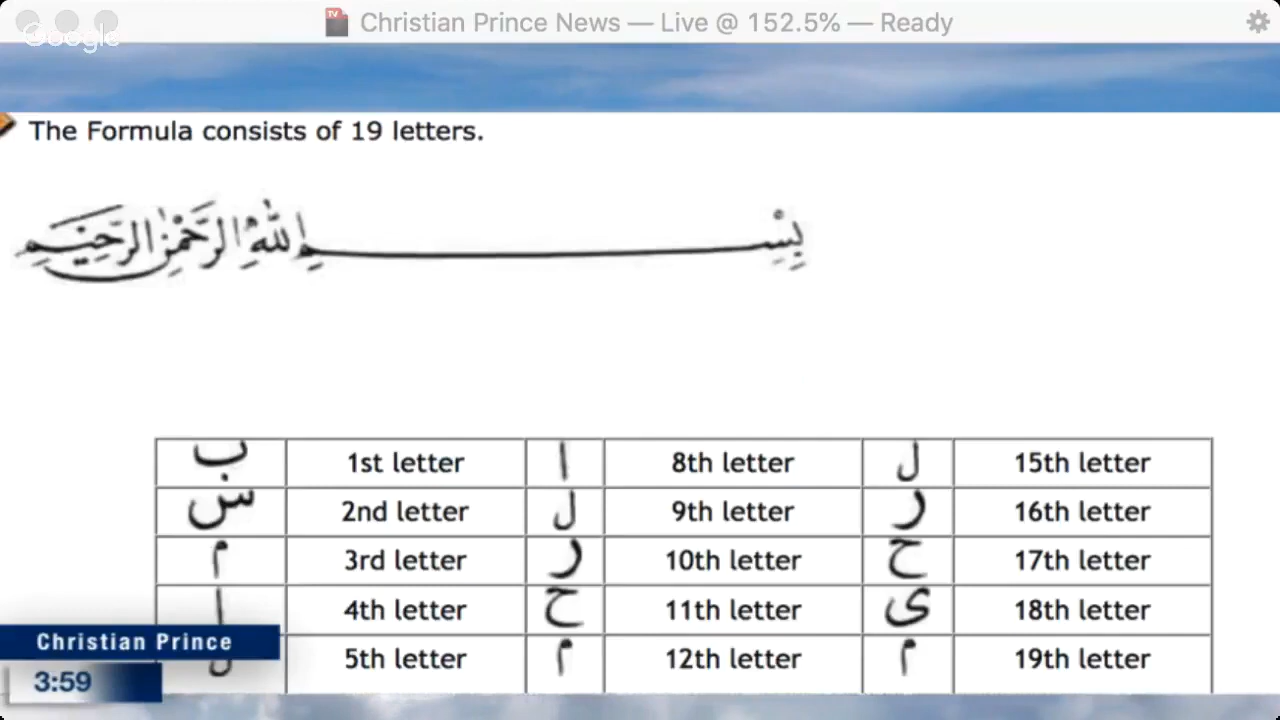 Christian Prince News — Live @ 152.5% — Ready
Google
The Formula consists of 19 letters.
بِسْمِ اللّٰهِ الرَّحْمٰنِ الرَّحِيْمِ
ب 1st letter ا 8th letter ل 15th letter
س 2nd letter ل 9th letter ر 16th letter
م 3rd letter ر 10th letter ح 17th letter
ا 4th letter ح 11th letter ى 18th letter
ل 5th letter م 12th letter م 19th letter
Christian Prince
3:59